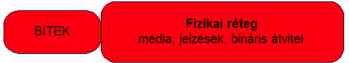 BITEK
Fizikai réteg
média, jelzések, bináris átvitel